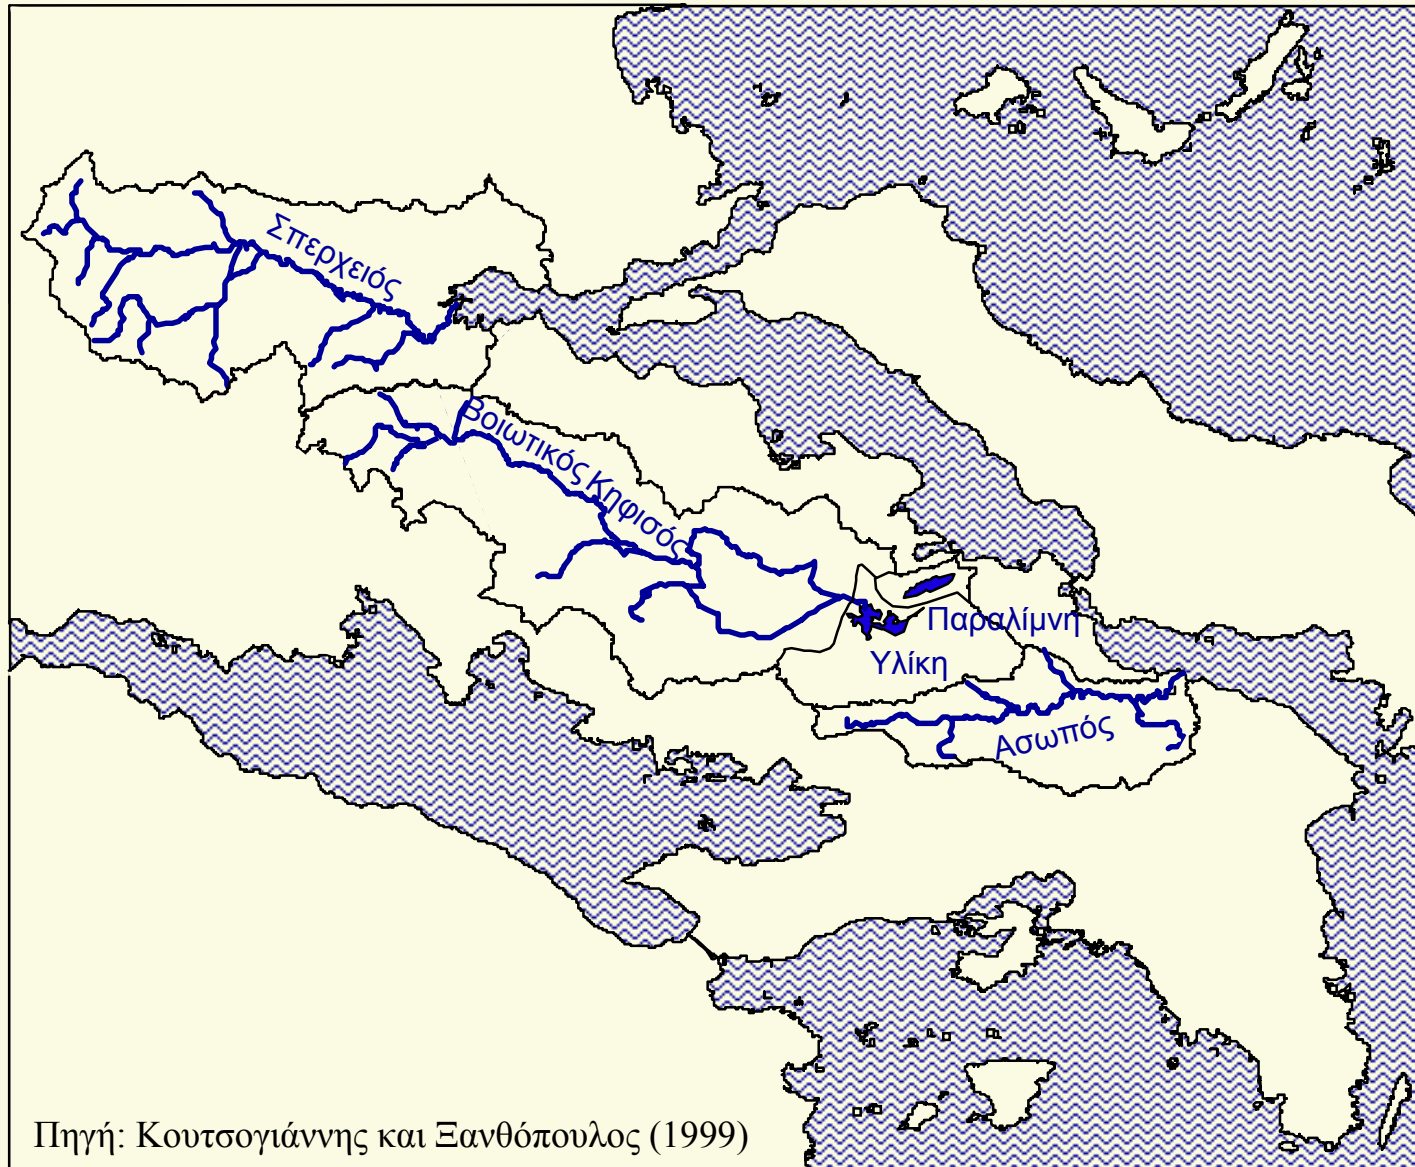 Σπερχειός
Βοιωτικός Κηφισός
Παραλίμνη
Υλίκη
Ασωπός
Πηγή: Κουτσογιάννης και Ξανθόπουλος (1999)